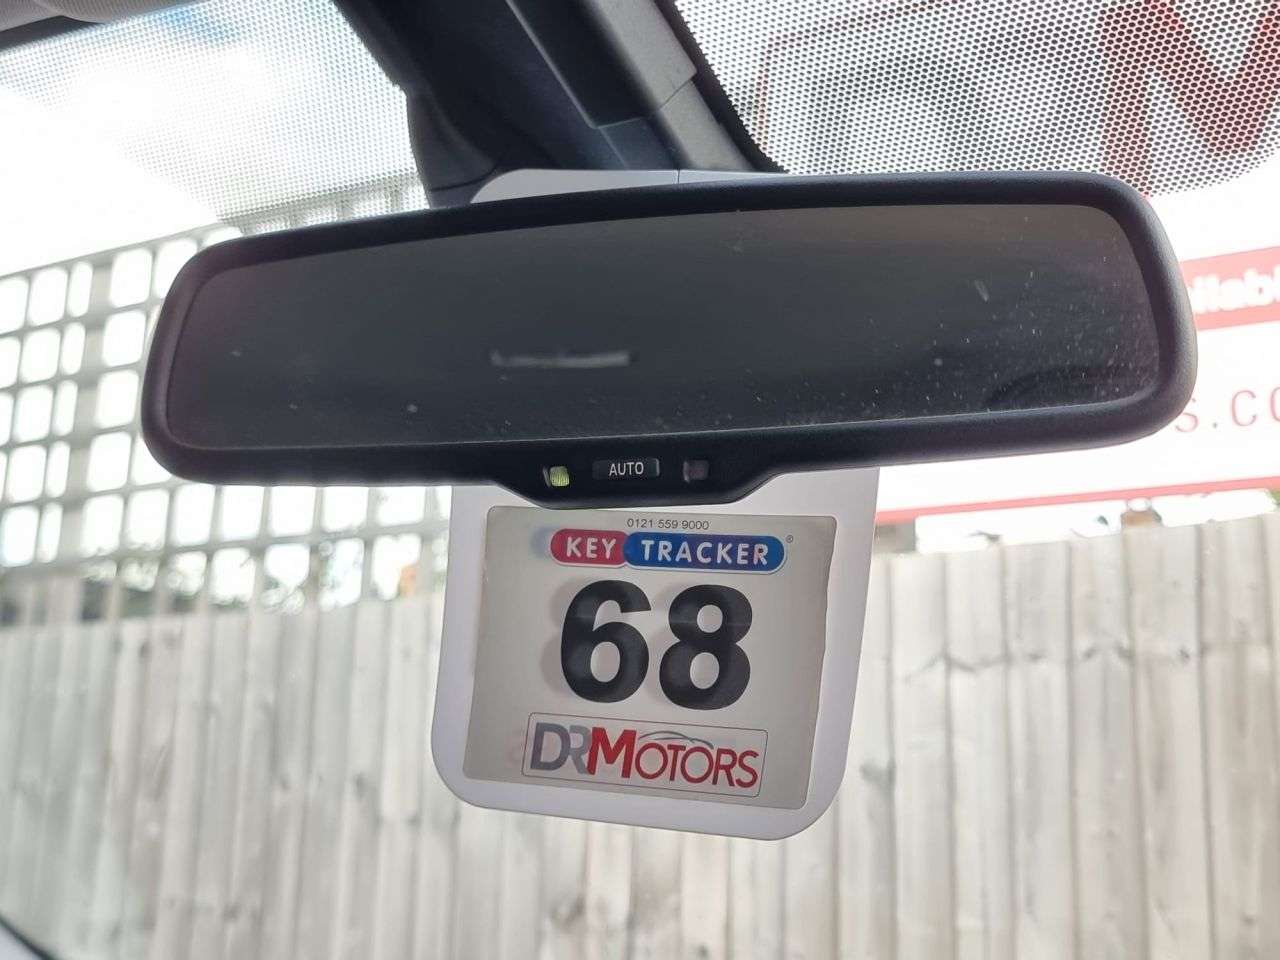 AUTO
0121 559 9000
KEY TRACKER®
68
DRMOTORS